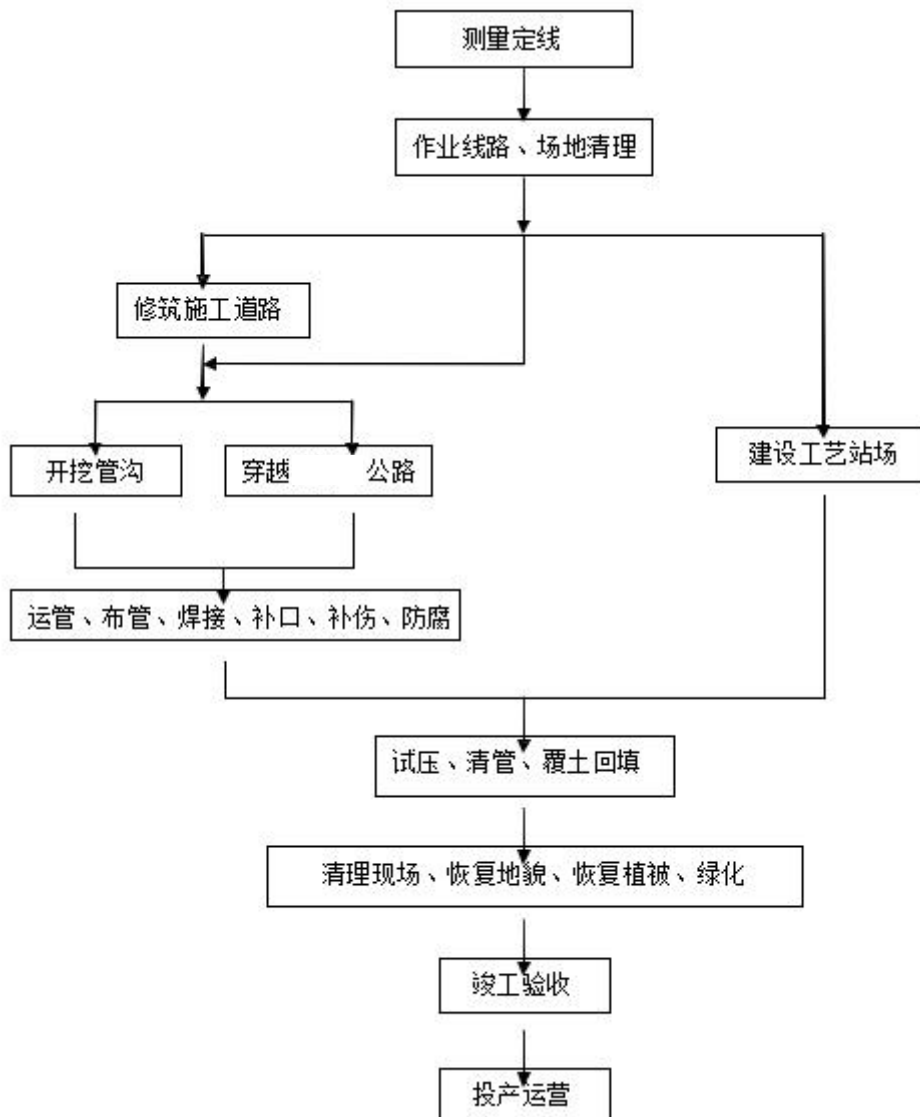 测量定线
作业线路、场地清理
修筑施工道路
开挖管沟
穿越 公路
建设工艺站场
运管、布管、焊接、补口、补伤、防腐
试压、清管、覆土回填
清理现场、恢复地貌、恢复植被、绿化
竣工验收
投产运营